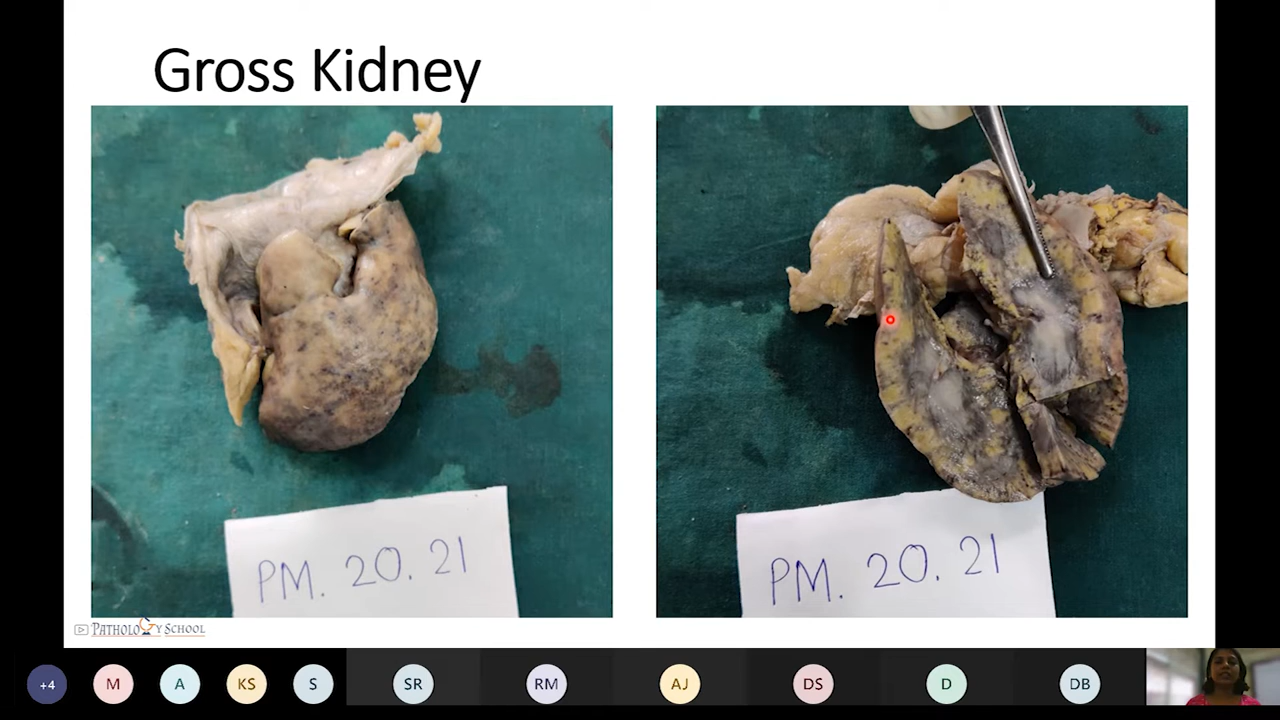 Gross Kidney
PM. 20. 21
PM. 20. 21
PATHOLOGY SCHOOL
+4
M
A
KS
S
SR
RM
AJ
DS
D
DB